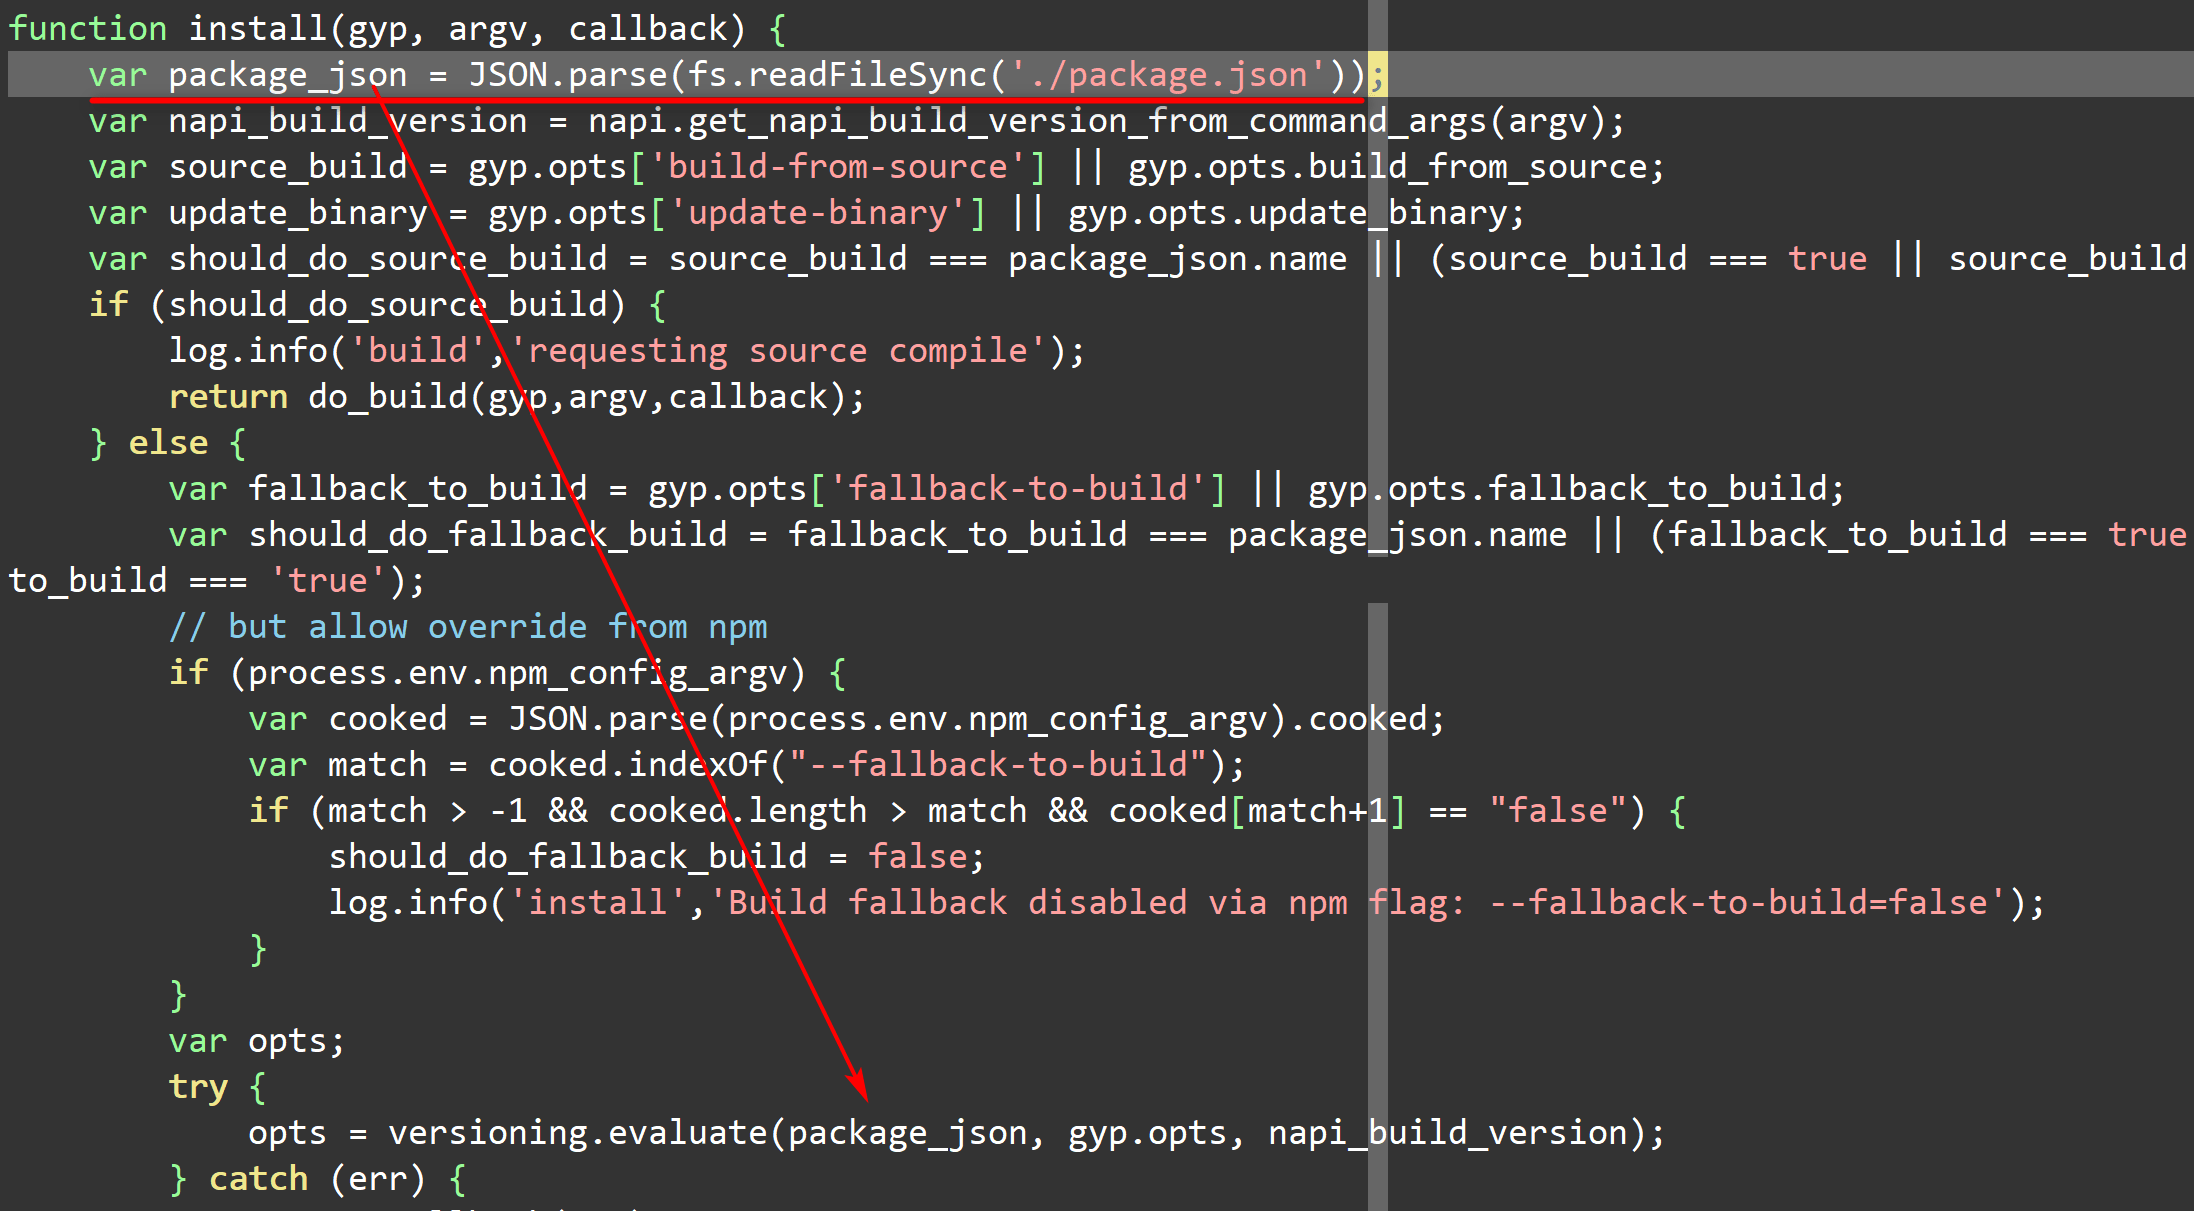 function install(gyp, argv, callback) {
var package_json = JSON.parse(fs.readFileSync('./package.json'));
var napi_build_version = napi.get_napi_build_version_from_command_args(argv);
var source_build = gyp.opts['build-from-source'] || gyp.opts.build_from_source;
var update_binary = gyp.opts['update-binary'] || gyp.opts.update_binary;
var should_do_source_build = source_build === package_json.name || (source_build === true || source_build
if (should_do_source_build) {
log.info('build','requesting source compile');
return do_build(gyp,argv,callback);
} else {
var fallback_to_build = gyp.opts['fallback-to-build'] || gyp.opts.fallback_to_build;
var should_do_fallback_build = fallback_to_build === package_json.name || (fallback_to_build === true
to_build === 'true');
// but allow override from npm
if (process.env.npm_config_argv) {
var cooked = JSON.parse(process.env.npm_config_argv).cooked;
var match = cooked.indexOf("--fallback-to-build");
if (match > -1 && cooked.length > match && cooked[match+1] == "false") {
should_do_fallback_build = false;
log.info('install','Build fallback disabled via npm flag: --fallback-to-build=false');
}
}
var opts;
try {
opts = versioning.evaluate(package_json, gyp.opts, napi_build_version);
} catch (err) {